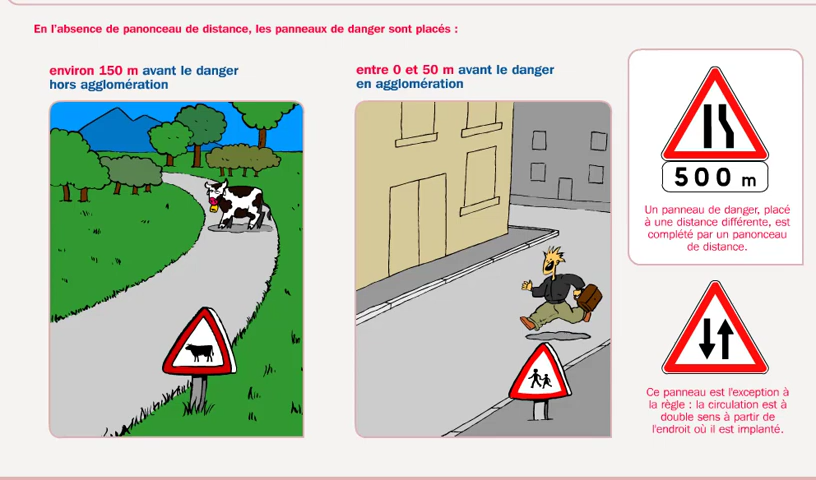 En l'absence de panonceau de distance, les panneaux de danger sont placés :
environ 150 m avant le danger
hors agglomération
entre 0 et 50 m avant le danger
en agglomération
500 m
Un panneau de danger, placé
à une distance différente, est
complété par un panonceau
de distance.
Ce panneau est l'exception à
la règle : la circulation est à
double sens à partir de
l'endroit où il est implanté.